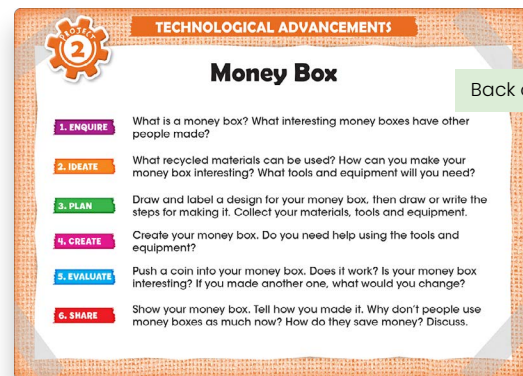 TECHNOLOGICAL ADVANCEMENTS
PROJECT
2
Money Box
Back
1. ENQUIRE
What is a money box? What interesting money boxes have other
people made?
2. IDEATE
What recycled materials can be used? How can you make your
money box interesting? What tools and equipment will you need?
3. PLAN
Draw and label a design for your money box, then draw or write the
steps for making it. Collect your materials, tools and equipment.
4. CREATE
Create your money box. Do you need help using the tools and
equipment?
5. EVALUATE
Push a coin into your money box. Does it work? Is your money box
interesting? If you made another one, what would you change?
6. SHARE
Show your money box. Tell how you made it. Why don't people use
money boxes as much now? How do they save money? Discuss.